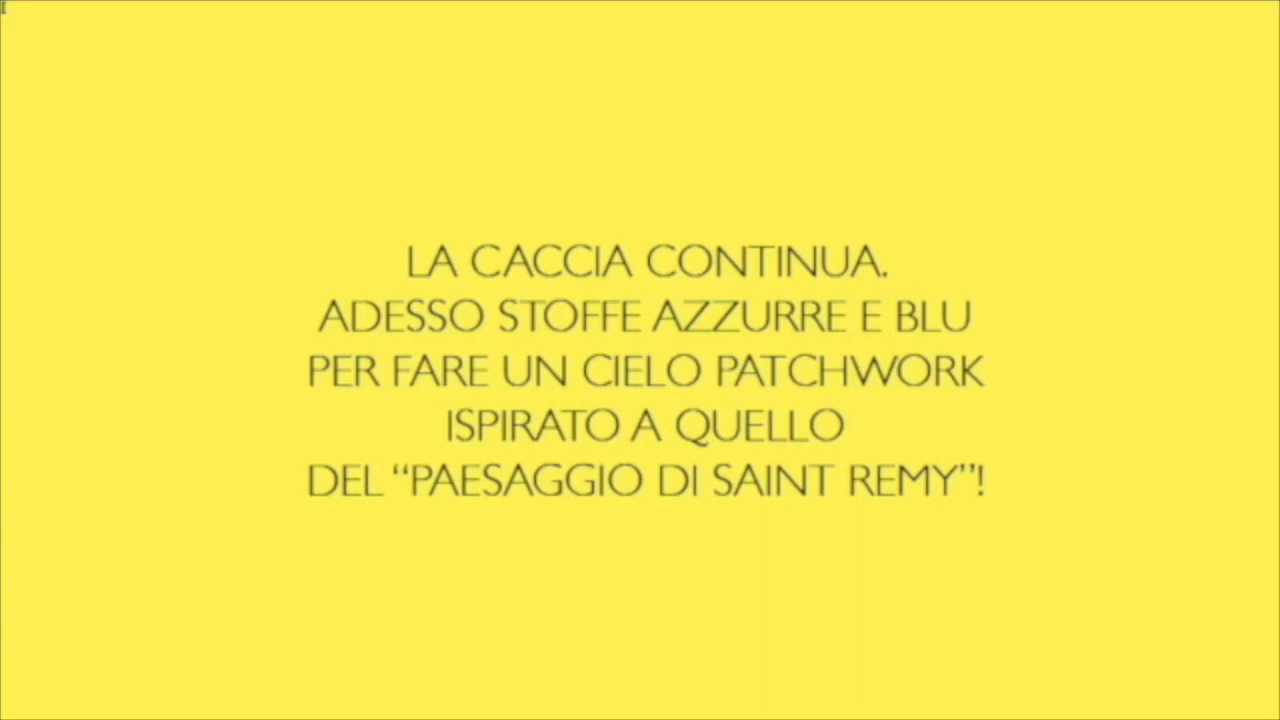 LA CACCIA CONTINUA.
ADESSO STOFFE AZZURRE E BLU
PER FARE UN CIELO PATCHWORK
ISPIRATO A QUELLO
DEL “PAESAGGIO DI SAINT REMY”!